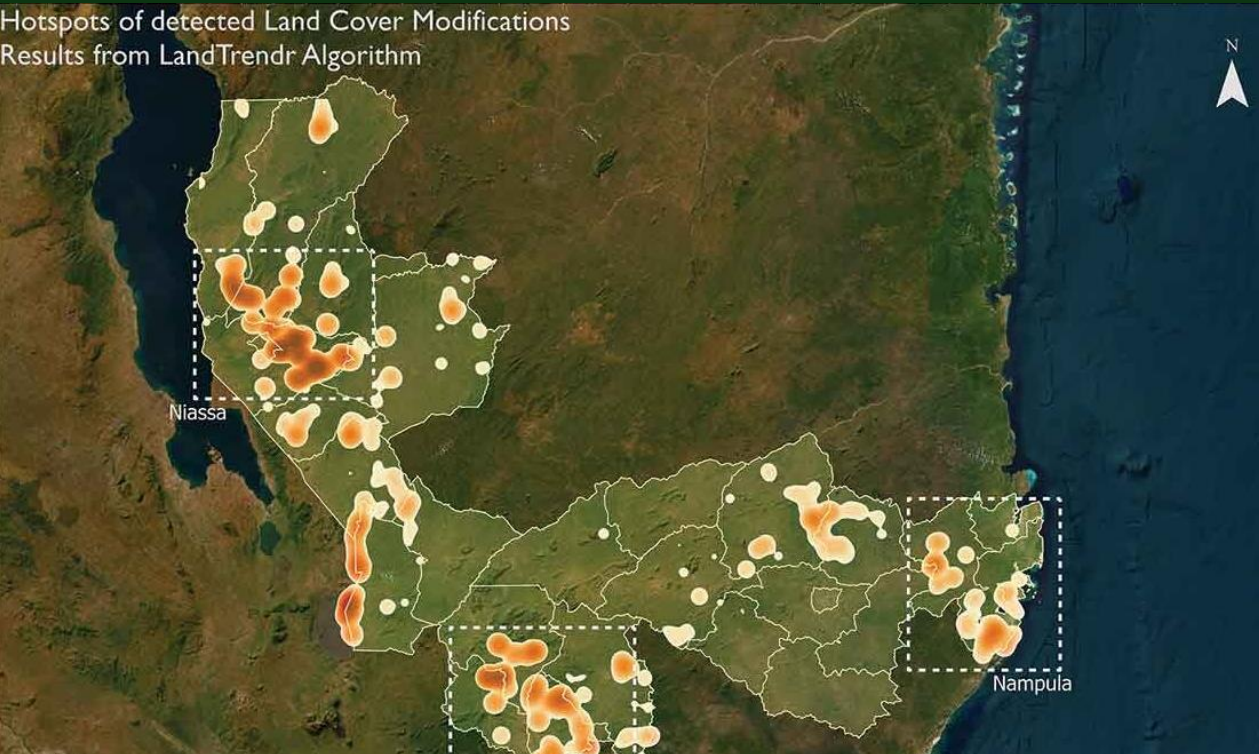 Hotspots of detected Land Cover Modifications
Results from LandTrendr Algorithm
N
Niassa
Nampula